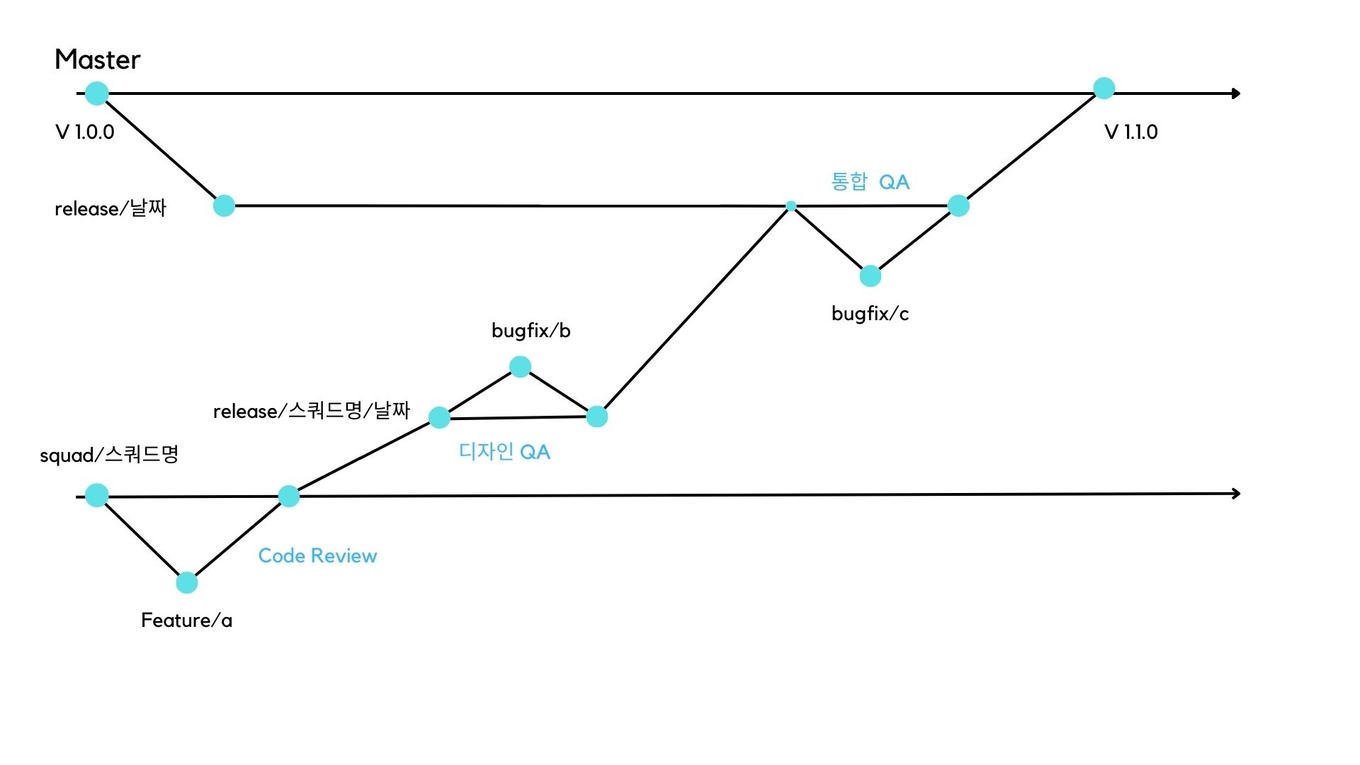 Master
V 1.0.0
V 1.1.0
통합 QA
release/날짜
bugfix/c
bugfix/b
release/스쿼드명/날짜
디자인 QA
squad/스쿼드명
Code Review
Feature/a